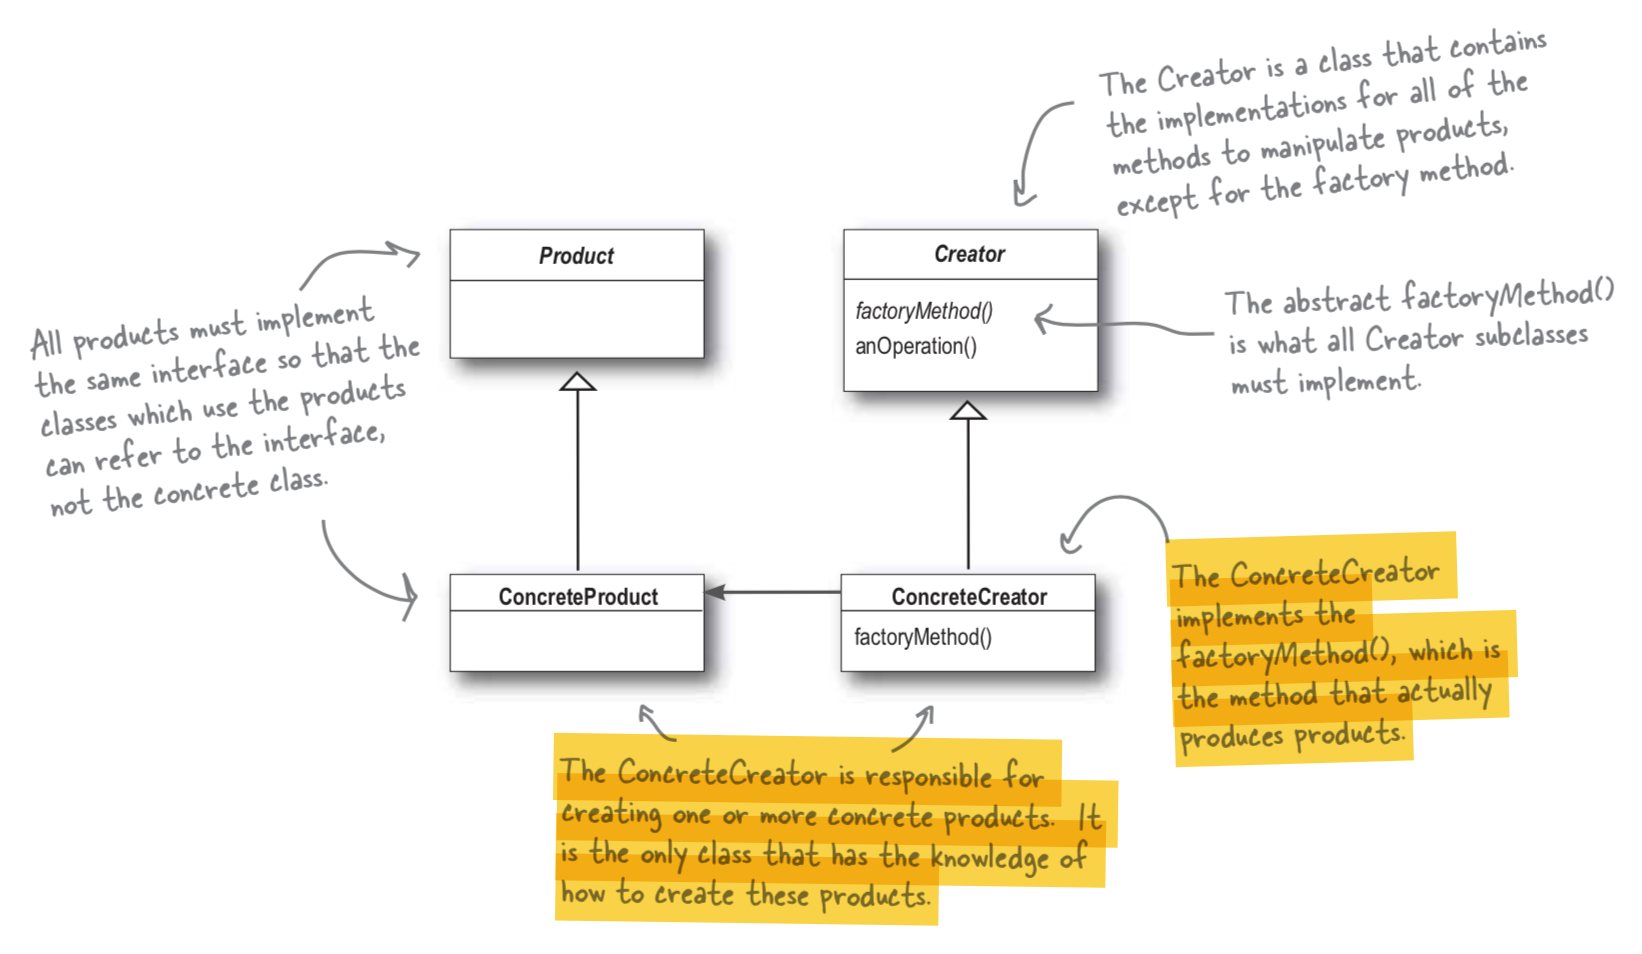 The Creator is a class that contains
the implementations for all of the
methods to manipulate products,
except for the factory method.
Product
Creator
factoryMethod()
anOperation()
The abstract factoryMethod()
is what all Creator subclasses
must implement.
All products must implement
the same interface so that the
classes which use the products
can refer to the interface,
not the concrete class.
ConcreteProduct
ConcreteCreator
factoryMethod()
The ConcreteCreator
implements the
factoryMethod(), which is
the method that actually
produces products.
The ConcreteCreator is responsible for
creating one or more concrete products. It
is the only class that has the knowledge of
how to create these products.